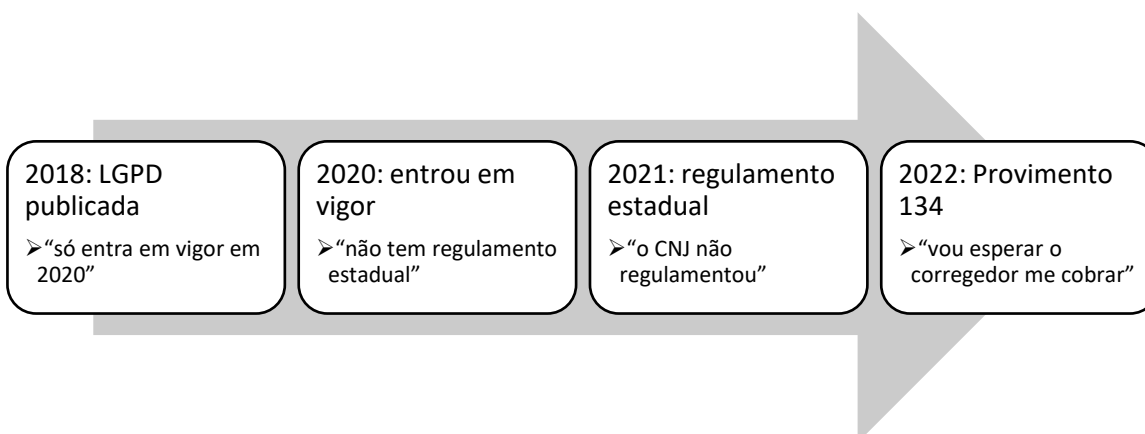 2018: LGPD
publicada
➢“só entra em vigor em
2020”
2020: entrou em
vigor
➢“não tem regulamento
estadual”
2021: regulamento
estadual
➢“o CNJ não
regulamentou”
2022: Provimento
134
➢“vou esperar o
corregedor me cobrar”